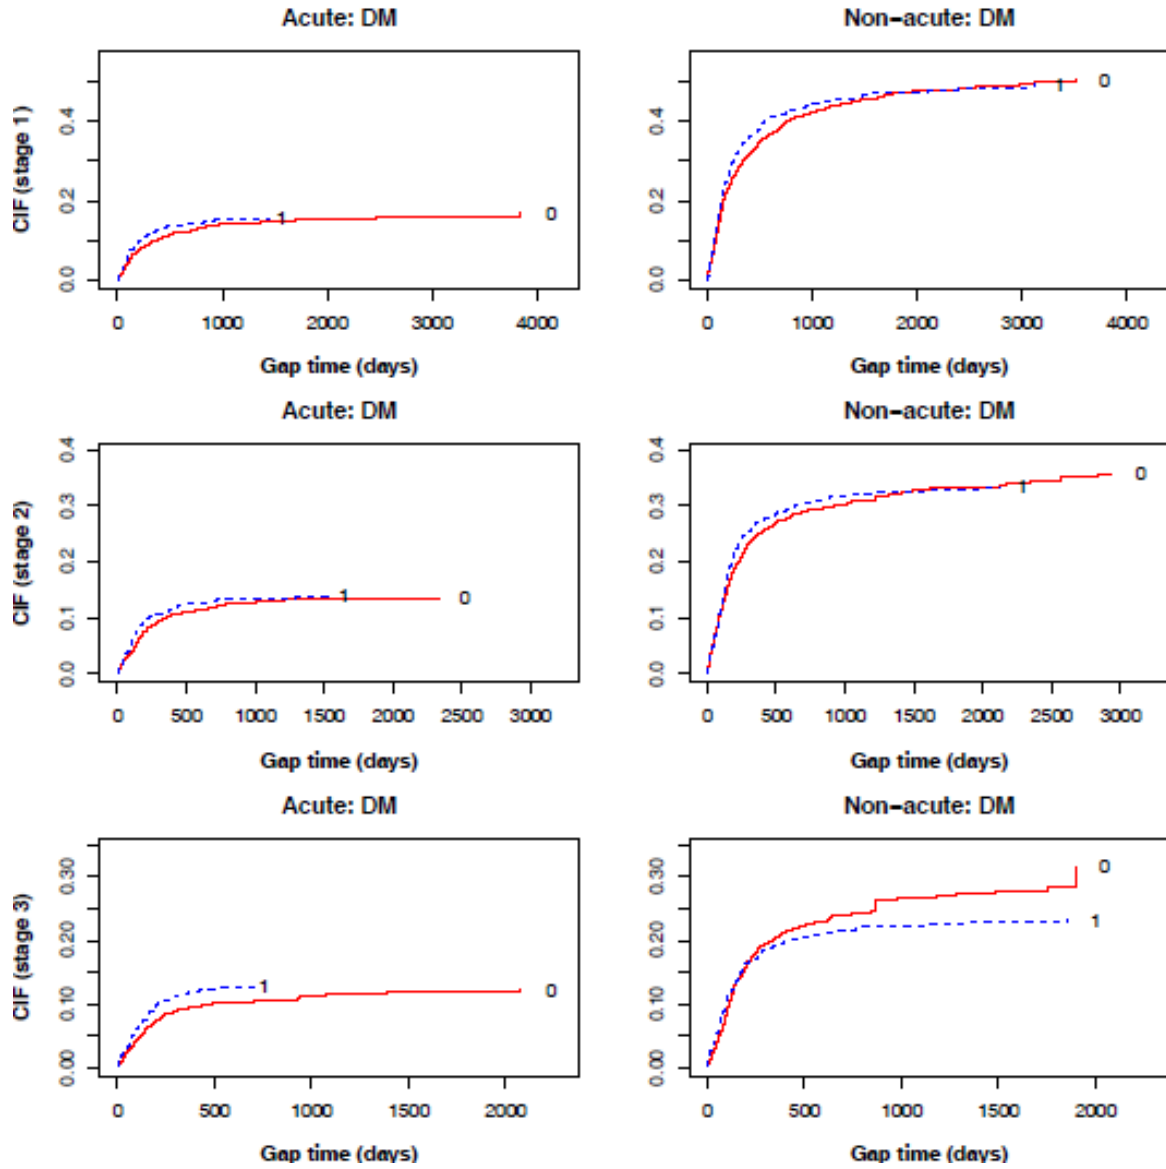 Acute: DM
Non-acute: DM
CIF (stage 1)
0.0 0.2 0.4
1 0
0.0 0.2 0.4
1 0
0 1000 2000 3000 4000
0 1000 2000 3000 4000
Gap time (days)
Gap time (days)
Acute: DM
Non-acute: DM
CIF (stage 2)
0.0 0.1 0.2 0.3 0.4
1 0
0.0 0.1 0.2 0.3 0.4
1 0
0 500 1000 1500 2000 2500 3000
0 500 1000 1500 2000 2500 3000
Gap time (days)
Gap time (days)
Acute: DM
Non-acute: DM
CIF (stage 3)
0.00 0.10 0.20 0.30
1 0
0.00 0.10 0.20 0.30
0
1
0 500 1000 1500 2000
0 500 1000 1500 2000
Gap time (days)
Gap time (days)